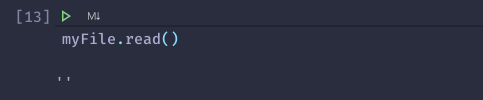 [13] M↓
myFile.read()
''